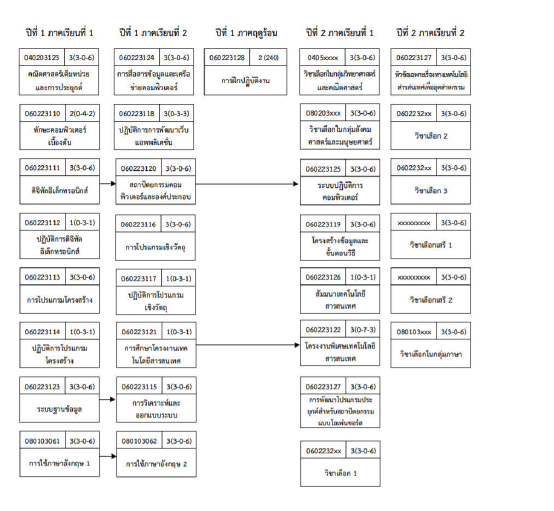 ปีที่ 1 ภาคเรียนที่ 1
ปีที่ 1 ภาคเรียนที่ 2
ปีที่ 1 ภาคฤดูร้อน
ปีที่ 2 ภาคเรียนที่ 1
ปีที่ 2 ภาคเรียนที่ 2
040203123 3(3-0-6)
คณิตศาสตร์เต็มหน่วย
และการประยุกต์
060223124 3(3-0-6)
การสื่อสารข้อมูลและเครือ
ข่ายคอมพิวเตอร์
060223128 2 (240)
การฝึกปฏิบัติงาน
0405xxxx 3(3-0-6)
วิชาเลือกในกลุ่มวิทยาศาสตร์
และคณิตศาสตร์
060223127 3(3-0-6)
หัวข้อเฉพาะเรื่องเทคโนโลยี
สารสนเทศเพื่ออุตสาหกรรม
060223110 2(0-4-2)
ทักษะคอมพิวเตอร์
เบื้องต้น
060223118 3(0-3-3)
ปฏิบัติการการพัฒนาเว็บ
แอพพลิเคชั่น
080203xxx 3(3-0-6)
วิชาเลือกในกลุ่มสังคม
ศาสตร์และมนุษยศาตร์
0602232xx 3(3-0-6)
วิชาเลือก 2
060223111 3(3-0-6)
ดิจิทัลอิเล็กทรอนิกส์
060223120 3(3-0-6)
สถาปัตยกรรมคอม
พิวเตอร์และองค์ประกอบ
060223125 3(3-0-6)
ระบบปฏิบัติการ
คอมพิวเตอร์
0602232xx 3(3-0-6)
วิชาเลือก 3
060223112 1(0-3-1)
ปฏิบัติการดิจิทัล
อิเล็กทรอนิกส์
060223116 3(3-0-6)
การโปรแกรมเชิงวัตถุ
060223119 3(3-0-6)
โครงสร้างข้อมูลและ
ขั้นตอนวิธี
xxxxxxxxx 3(3-0-6)
วิชาเลือกเสรี 1
060223113 3(3-0-6)
การโปรแกรมโครงสร้าง
060223117 1(0-3-1)
ปฏิบัติการโปรแกรม
เชิงวัตถุ
060223126 1(0-3-1)
สัมมนาเทคโนโลยี
สารสนเทศ
xxxxxxxxx 3(3-0-6)
วิชาเลือกเสรี 2
060223114 1(0-3-1)
ปฏิบัติการโปรแกรม
โครงสร้าง
060223121 1(0-3-1)
การศึกษาโครงงานเทค
โนโลยีสารสนเทศ
060223122 3(0-7-3)
โครงงานพิเศษเทคโนโลยี
สารสนเทศ
080103xxx 3(3-0-6)
วิชาเลือกในกลุ่มภาษา
060223123 3(3-0-6)
ระบบฐานข้อมูล
060223115 3(3-0-6)
การวิเคราะห์และ
ออกแบบระบบ
060223127 3(3-0-6)
การพัฒนาโปรแกรมประ
ยุกต์สำหรับสถาปัตยกรรม
แบบโอเพ่นซอร์ส
080103061 3(3-0-6)
การใช้ภาษาอังกฤษ 1
080103062 3(3-0-6)
การใช้ภาษาอังกฤษ 2
0602232xx 3(3-0-6)
วิชาเลือก 1